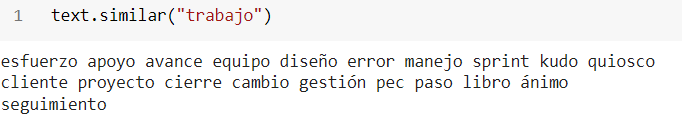 1 text.similar("trabajo")
esfuerzo apoyo avance equipo diseño error manejo sprint kudo quiosco
cliente proyecto cierre cambio gestión pec paso libro ánimo
seguimiento